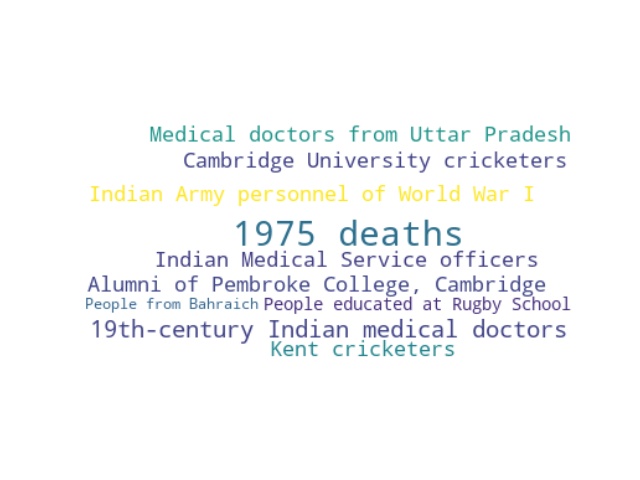 Medical doctors from Uttar Pradesh
Cambridge University cricketers
Indian Army personnel of World War I
1975 deaths
Indian Medical Service officers
Alumni of Pembroke College, Cambridge
People from Bahraich People educated at Rugby School
19th-century Indian medical doctors
Kent cricketers